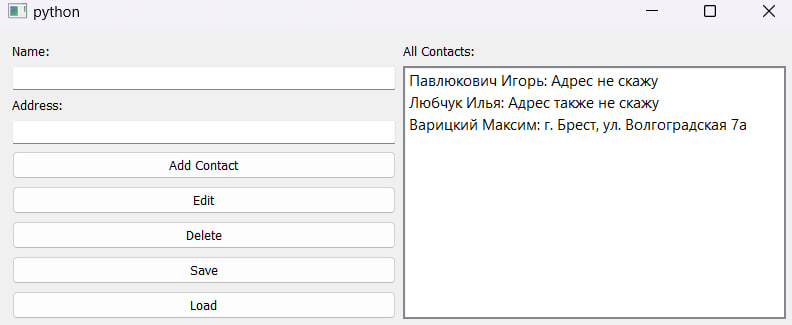 python
Name:
Address:
Add Contact
Edit
Delete
Save
Load
All Contacts:
Павлюкович Игорь: Адрес не скажу
Любчук Илья: Адрес также не скажу
Варицкий Максим: г. Брест, ул. Волгоградская 7а